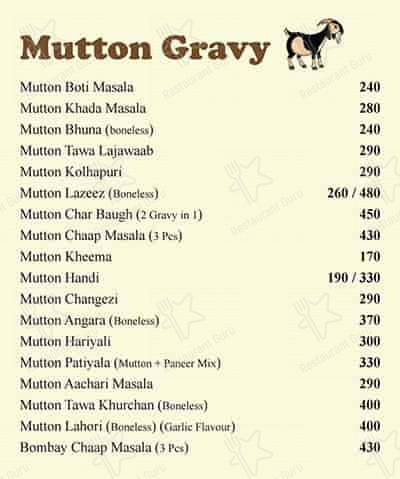 Mutton Gravy
Mutton Boti Masala 240
Mutton Khada Masala 280
Mutton Bhuna (boneless) 240
Mutton Tawa Lajawaab 290
Mutton Kolhapuri 290
Mutton Lazeez (Boneless) 260 / 480
Mutton Char Baugh (2 Gravy in 1) 450
Mutton Chaap Masala (3 Pcs) 430
Mutton Kheema 170
Mutton Handi 190 / 330
Mutton Changezi 290
Mutton Angara (Boneless) 370
Mutton Hariyali 300
Mutton Patiyala (Mutton + Paneer Mix) 330
Mutton Aachari Masala 290
Mutton Tawa Khurchan (Boneless) 400
Mutton Lahori (Boneless) (Garlic Flavour) 400
Bombay Chaap Masala (3 Pcs) 430
Restaurant Guru